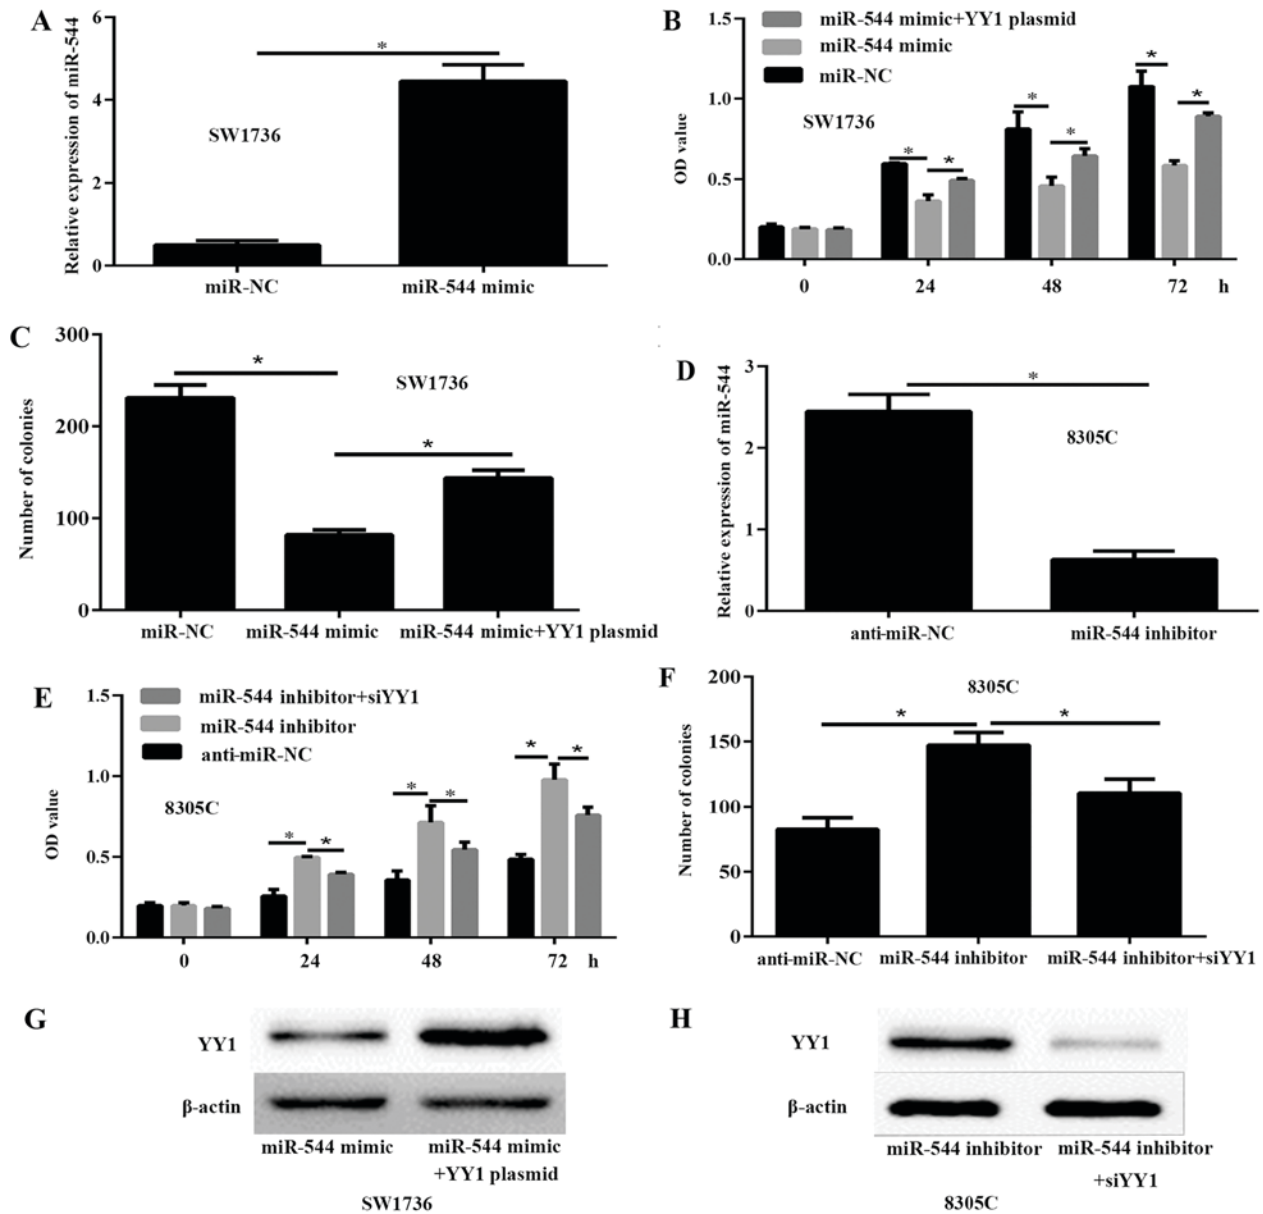 A
Relative expression of miR-544
6
4
2
0
*
SW1736
miR-NC
miR-544 mimic
B
miR-544 mimic+YY1 plasmid
miR-544 mimic
miR-NC
OD value
1.5
1.0
0.5
0.0
SW1736
*
*
*
*
*
*
0
24
48
72
h
C
Number of colonies
300
200
100
0
*
*
SW1736
miR-NC
miR-544 mimic
miR-544 mimic+YY1 plasmid
D
Relative expression of miR-544
3
2
1
0
*
8305C
anti-miR-NC
miR-544 inhibitor
E
miR-544 inhibitor+siYY1
miR-544 inhibitor
anti-miR-NC
OD value
1.5
1.0
0.5
0.0
8305C
*
*
*
*
*
*
0
24
48
72
h
F
Number of colonies
200
150
100
50
0
8305C
*
*
anti-miR-NC
miR-544 inhibitor
miR-544 inhibitor+siYY1
G
YY1
β-actin
miR-544 mimic
miR-544 mimic
+YY1 plasmid
SW1736
H
YY1
β-actin
miR-544 inhibitor
miR-544 inhibitor
+siYY1
8305C